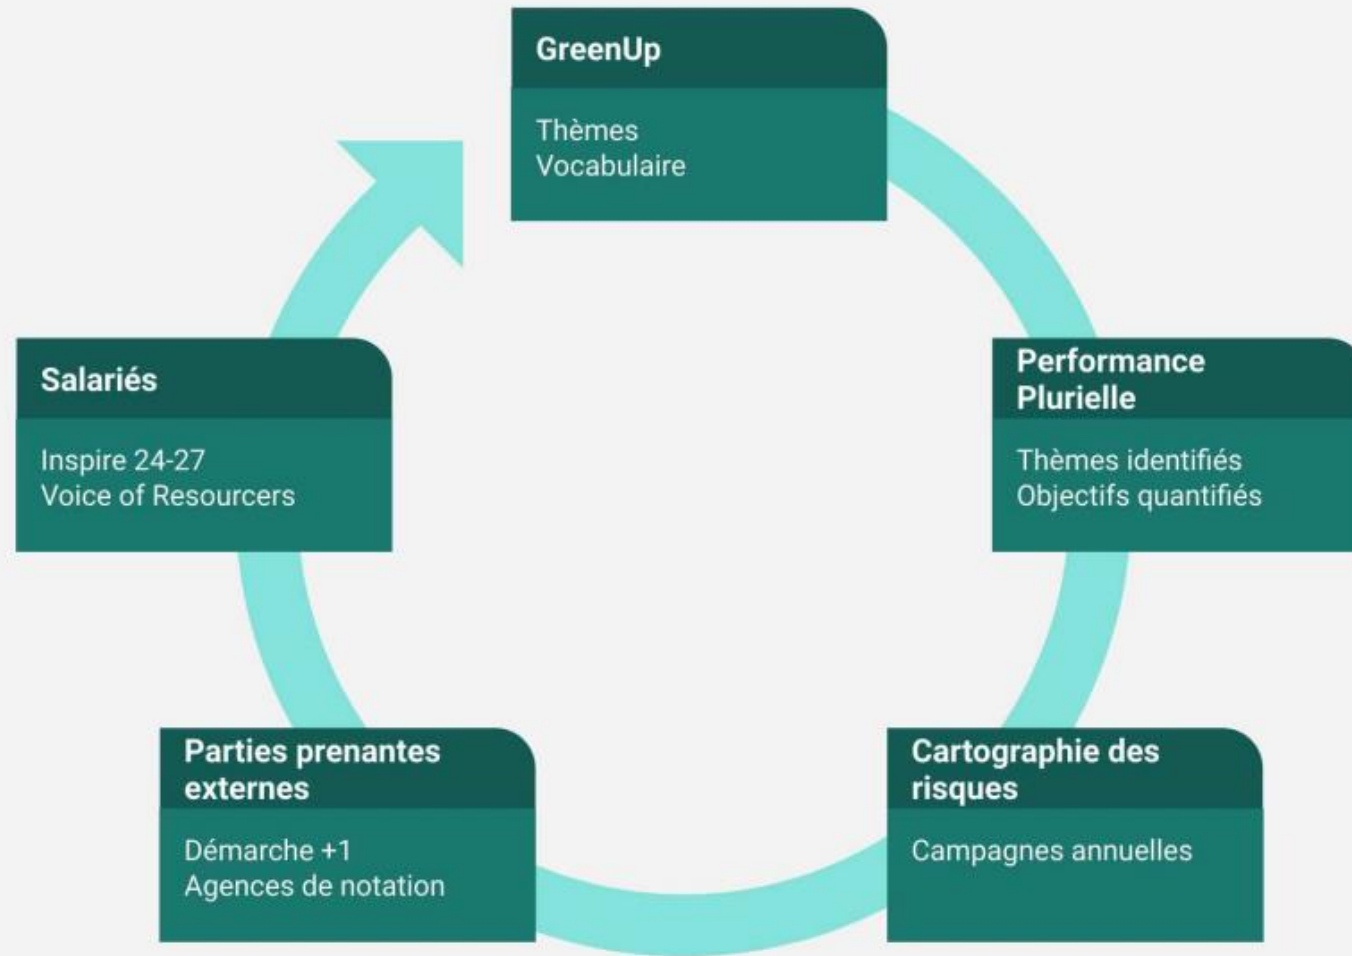 GreenUp
Thèmes
Vocabulaire
Performance
Plurielle
Thèmes identifiés
Objectifs quantifiés
Cartographie des
risques
Campagnes annuelles
Parties prenantes
externes
Démarche +1
Agences de notation
Salariés
Inspire 24-27
Voice of Resourcers